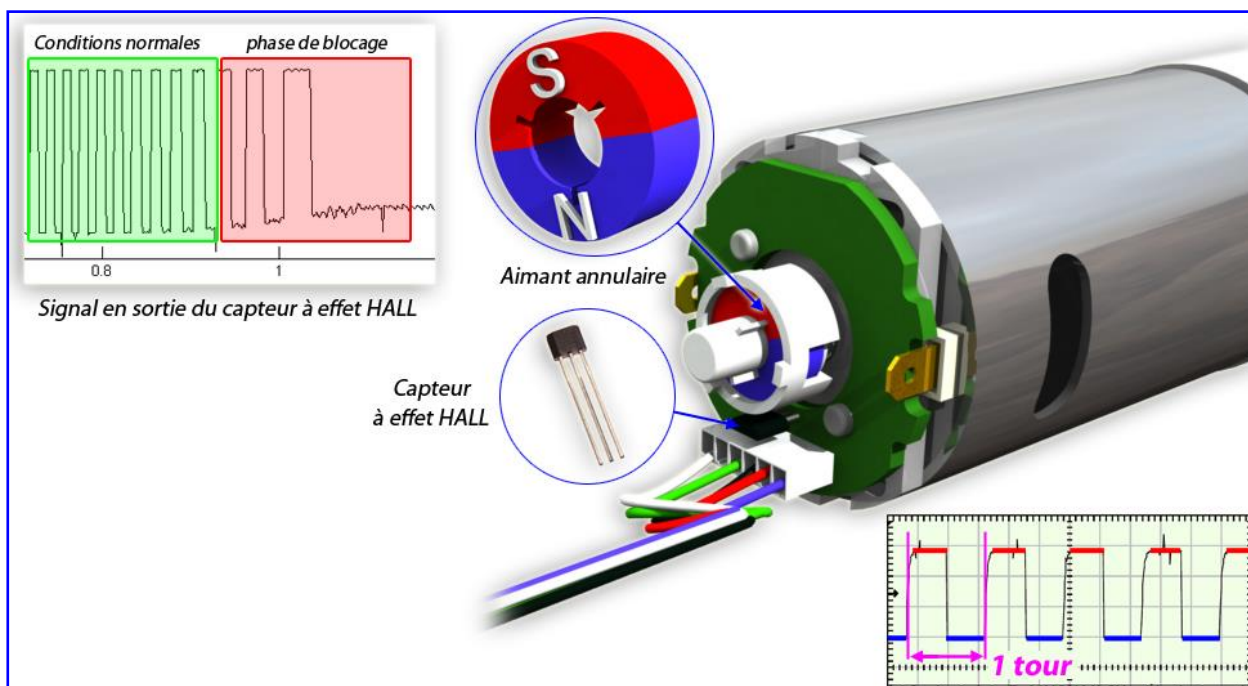 Conditions normales
phase de blocage
0.8
1
Signal en sortie du capteur à effet HALL
S
N
Aimant annulaire
Capteur
à effet HALL
1 tour